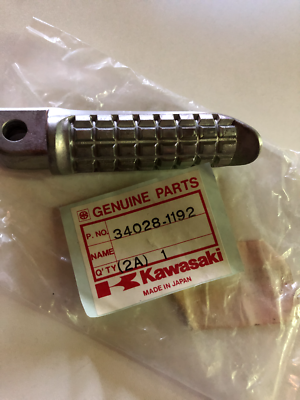 GENUINE PARTS
P. NO. 34028-1192
NAME
Q'TY (2A) 1
Kawasaki
MADE IN JAPAN